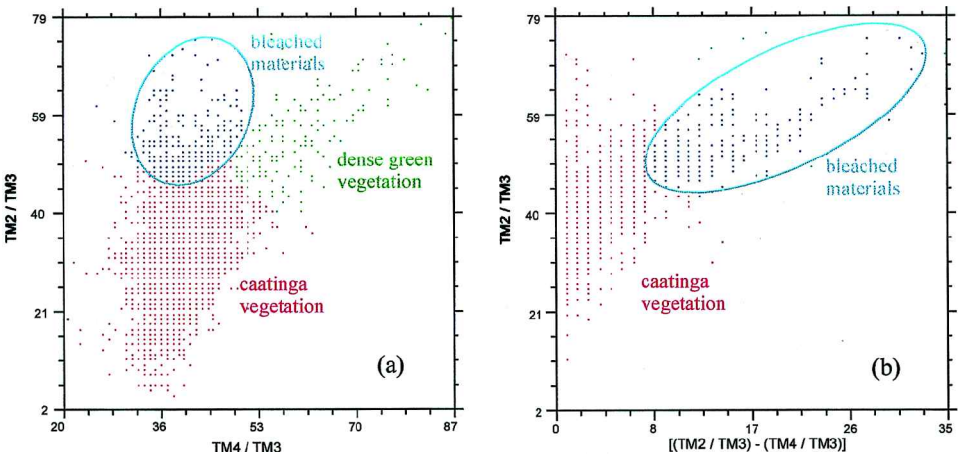 79
59
40
21
2
TM2 / TM3
bleached
materials
dense green
vegetation
caatinga
vegetation
(a)
20
36
53
70
87
TM4 / TM3
79
59
40
21
2
TM2 / TM3
bleached
materials
caatinga
vegetation
(b)
0
8
17
26
35
[(TM2 / TM3) - (TM4 / TM3)]